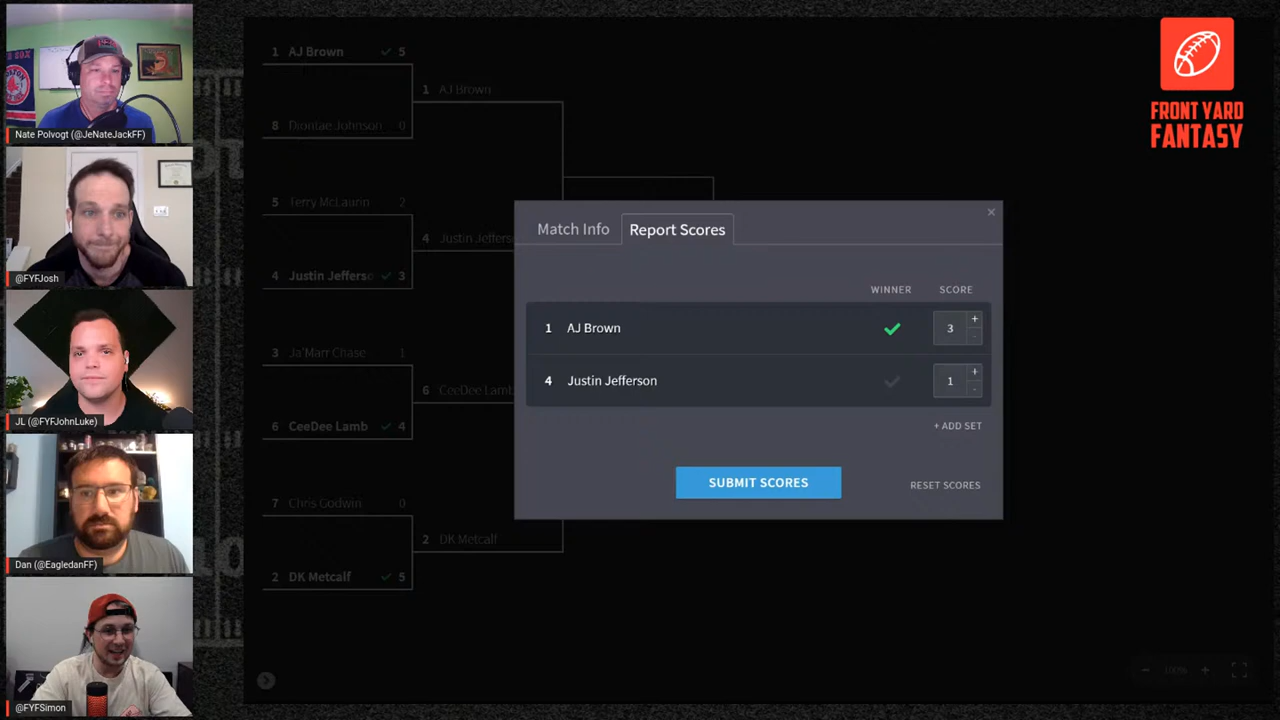 Nate Polvogt (@JeNateJackFF)
@FYFJosh
JL (@FYFJohnLuke)
Dan (@EagledanFF)
@FYFSimon
1 AJ Brown 5
8 Diontae Johnson 0
5 Terry McLaurin 2
4 Justin Jefferso 3
3 Ja'Marr Chase 1
6 CeeDee Lamb 4
7 Chris Godwin 0
2 DK Metcalf 5
1 AJ Brown
4 Justin Jefferso
6 CeeDee Lamb
2 DK Metcalf
Match Info
Report Scores
×
WINNER SCORE
1 AJ Brown 3 + -
4 Justin Jefferson 1 + -
+ ADD SET
SUBMIT SCORES
RESET SCORES
FRONT YARD
FANTASY
− 100% +